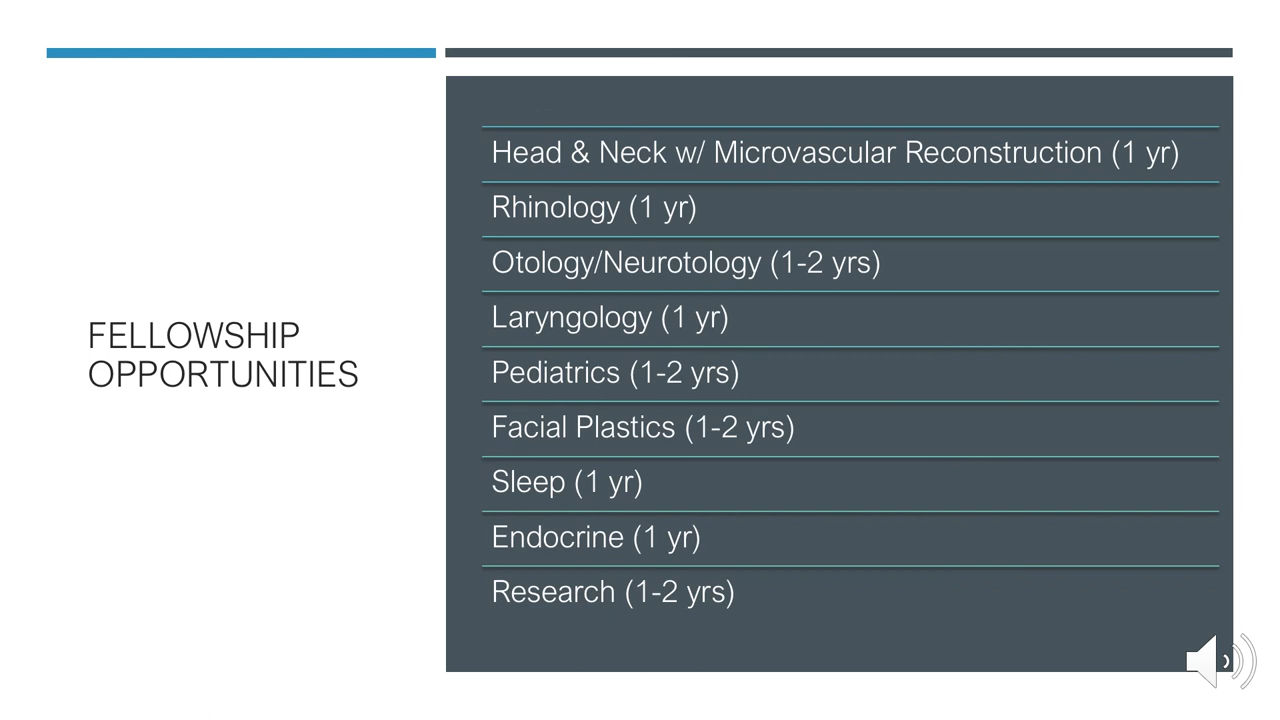 FELLOWSHIP
OPPORTUNITIES
Head & Neck w/ Microvascular Reconstruction (1 yr)
Rhinology (1 yr)
Otology/Neurotology (1-2 yrs)
Laryngology (1 yr)
Pediatrics (1-2 yrs)
Facial Plastics (1-2 yrs)
Sleep (1 yr)
Endocrine (1 yr)
Research (1-2 yrs)